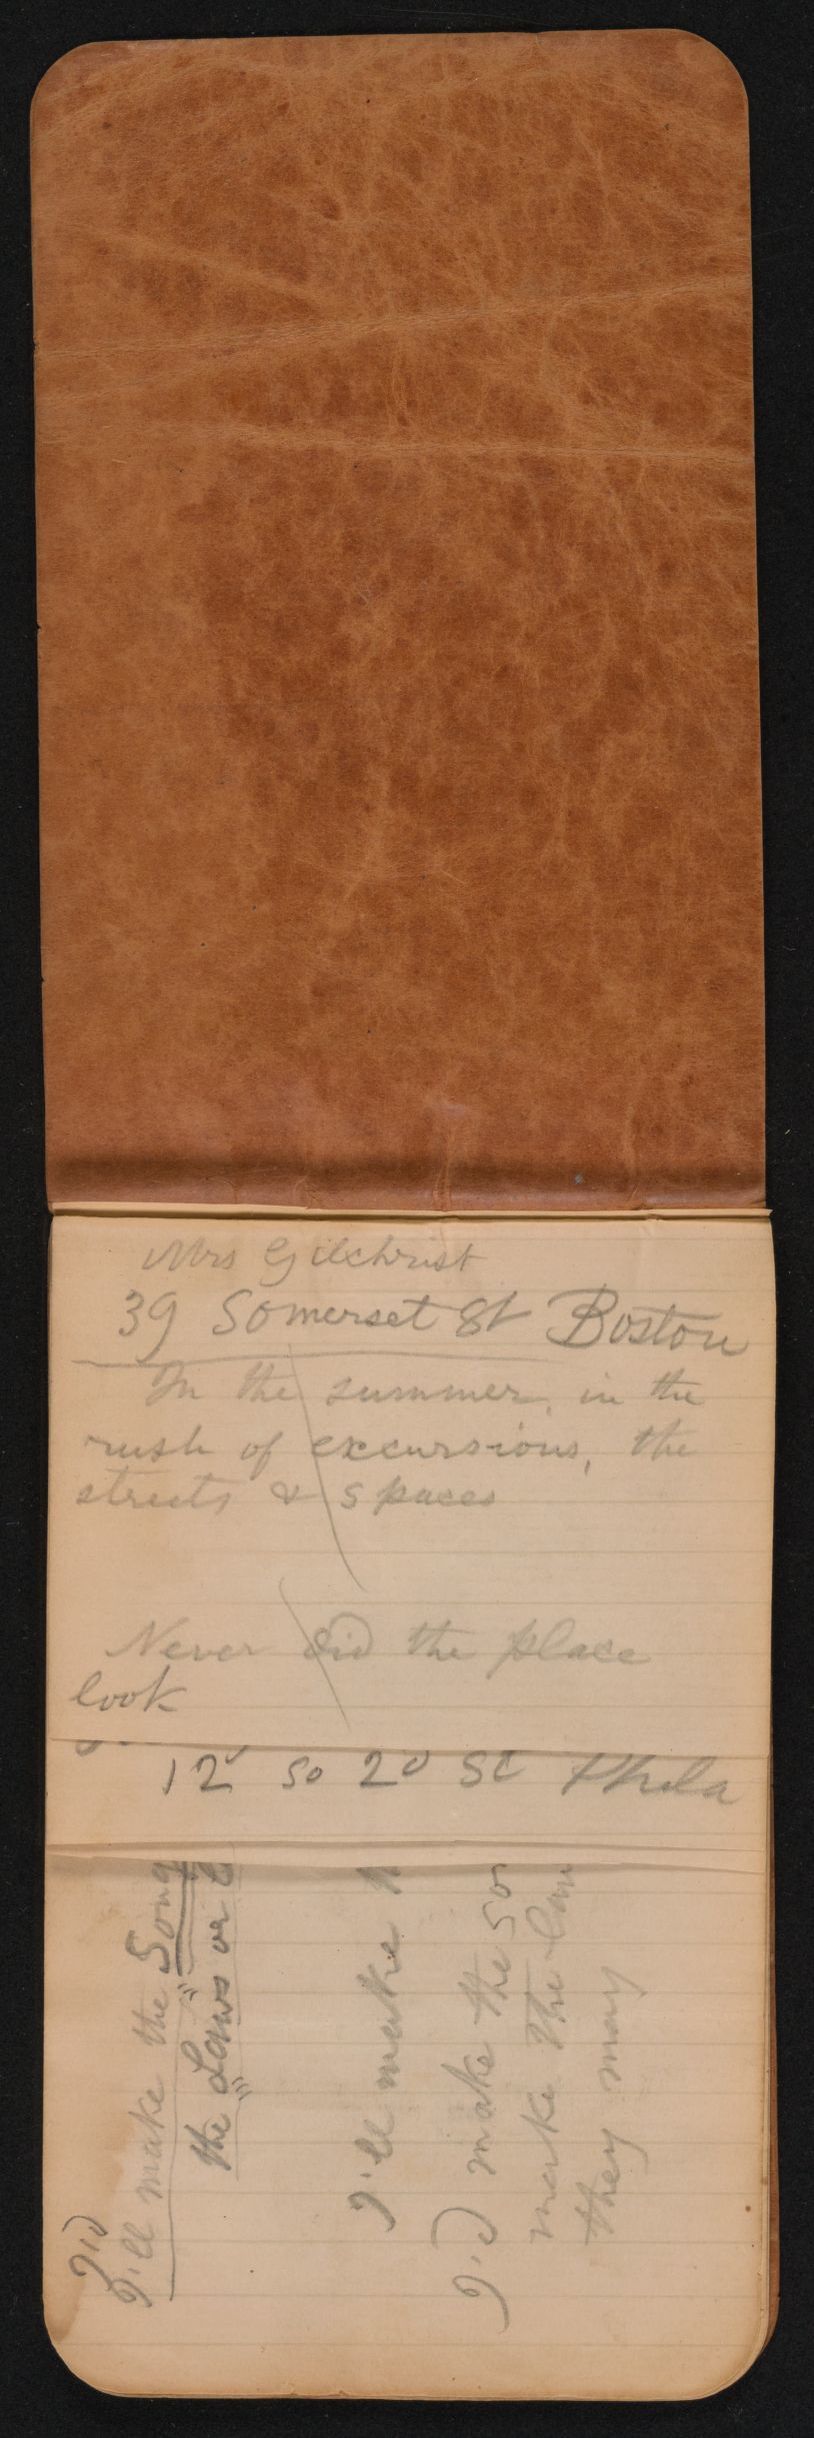 Mrs Gilchrist
39 Somerset St Boston
In the summer, in the
rush of excursions, the
streets & spaces
Never did the place
look
12 So 20 St Phila
I'd
I'll make the Song
the Laws or
I'll make
I'd make the So
make the
they may